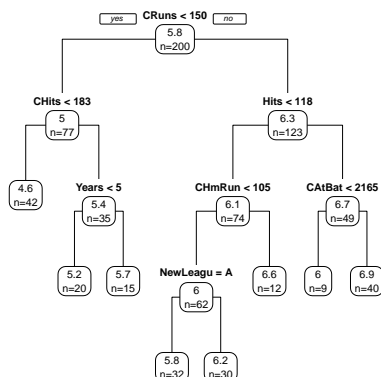 yes CRuns < 150 no
5.8
n=200
CHits < 183 Hits < 118
5 6.3
n=77 n=123
4.6 Years < 5 CHmRun < 105 CAtBat < 2165
n=42 5.4 6.1 6.7
n=35 n=74 n=49
5.2 5.7 NewLeagu = A 6.6 6 6.9
n=20 n=15 6 n=12 n=9 n=40
n=62
5.8 6.2
n=32 n=30